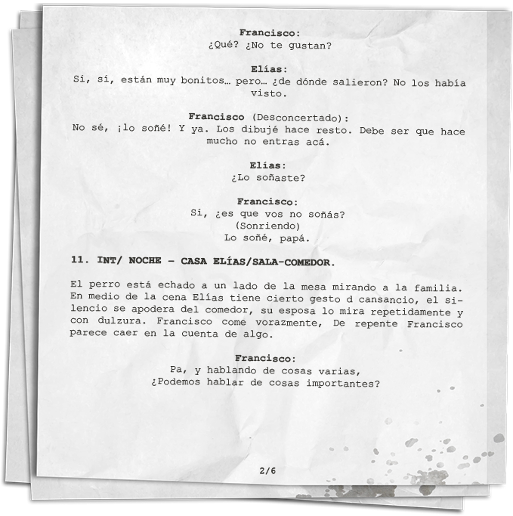 Francisco:
¿Qué? ¿No te gustan?
Elías:
Si, si, están muy bonitos… pero… ¿de dónde salieron? No los había
visto.
Francisco (Desconcertado):
No sé, ¡lo soñé! Y ya. Los dibujé hace resto. Debe ser que hace
mucho no entras acá.
Elias:
¿Lo soñaste?
Francisco:
Si, ¿es que vos no soñás?
(Sonriendo)
Lo soñé, papá.
11. INT/ NOCHE – CASA ELÍAS/SALA-COMEDOR.
El perro está echado a un lado de la mesa mirando a la familia.
En medio de la cena Elías tiene cierto gesto d cansancio, el si-
lencio se apodera del comedor, su esposa lo mira repetidamente y
con dulzura. Francisco come vorazmente, De repente Francisco
parece caer en la cuenta de algo.
Francisco:
Pa, y hablando de cosas varias,
¿Podemos hablar de cosas importantes?
2/6